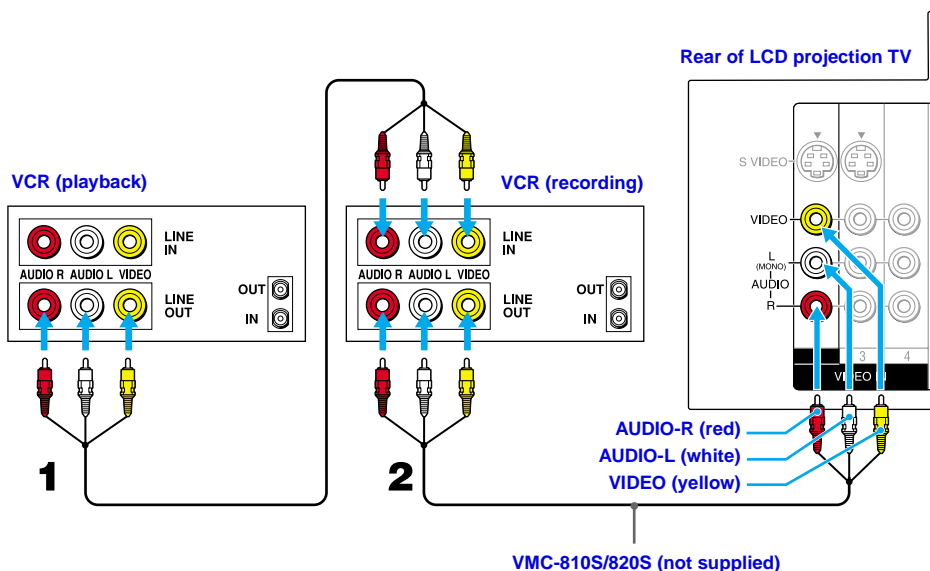 Rear of LCD projection TV
S VIDEO
VCR (playback)
VCR (recording)
VIDEO
LINE
IN
LINE
IN
L
(MONO)
AUDIO
R
AUDIO R AUDIO L VIDEO
AUDIO R AUDIO L VIDEO
OUT
IN
LINE
OUT
OUT
IN
LINE
OUT
3
4
VIDEO IN
AUDIO-R (red)
AUDIO-L (white)
VIDEO (yellow)
1
2
VMC-810S/820S (not supplied)